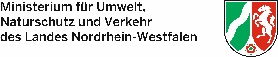 Ministerium für Umwelt,
Naturschutz und Verkehr
des Landes Nordrhein-Westfalen